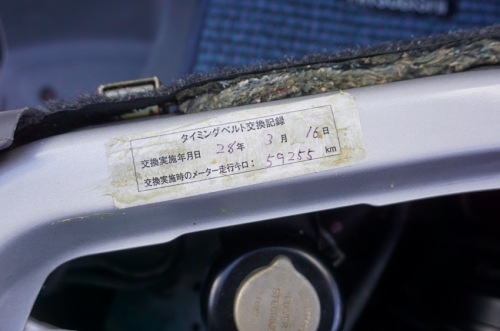 タイミングベルト交換記録
交換実施年月日 28年 3月 16日
交換実施時のメーター走行キロ: 59255 km